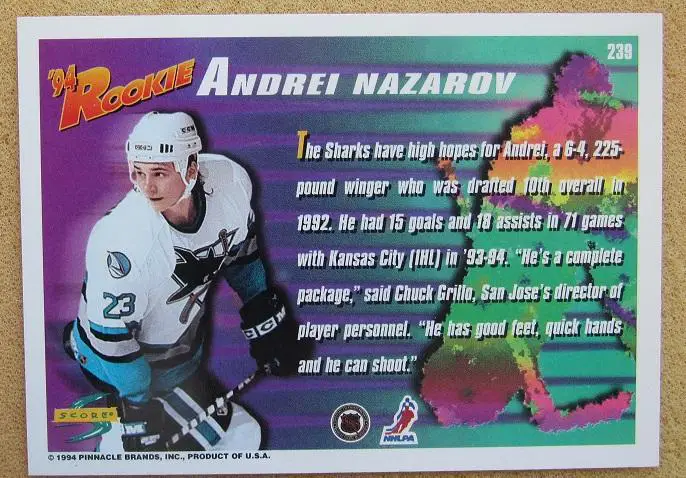 239
'94 ROOKIE ANDREI NAZAROV
The Sharks have high hopes for Andrei, a 6-4, 225-
pound winger who was drafted 10th overall in
1992. He had 15 goals and 18 assists in 71 games
with Kansas City (IHL) in '93-94. "He's a complete
package," said Chuck Grillo, San Jose's director of
player personnel. "He has good feet, quick hands
and he can shoot."
23
CCM
SCORE
NHLPA
© 1994 PINNACLE BRANDS, INC., PRODUCT OF U.S.A.